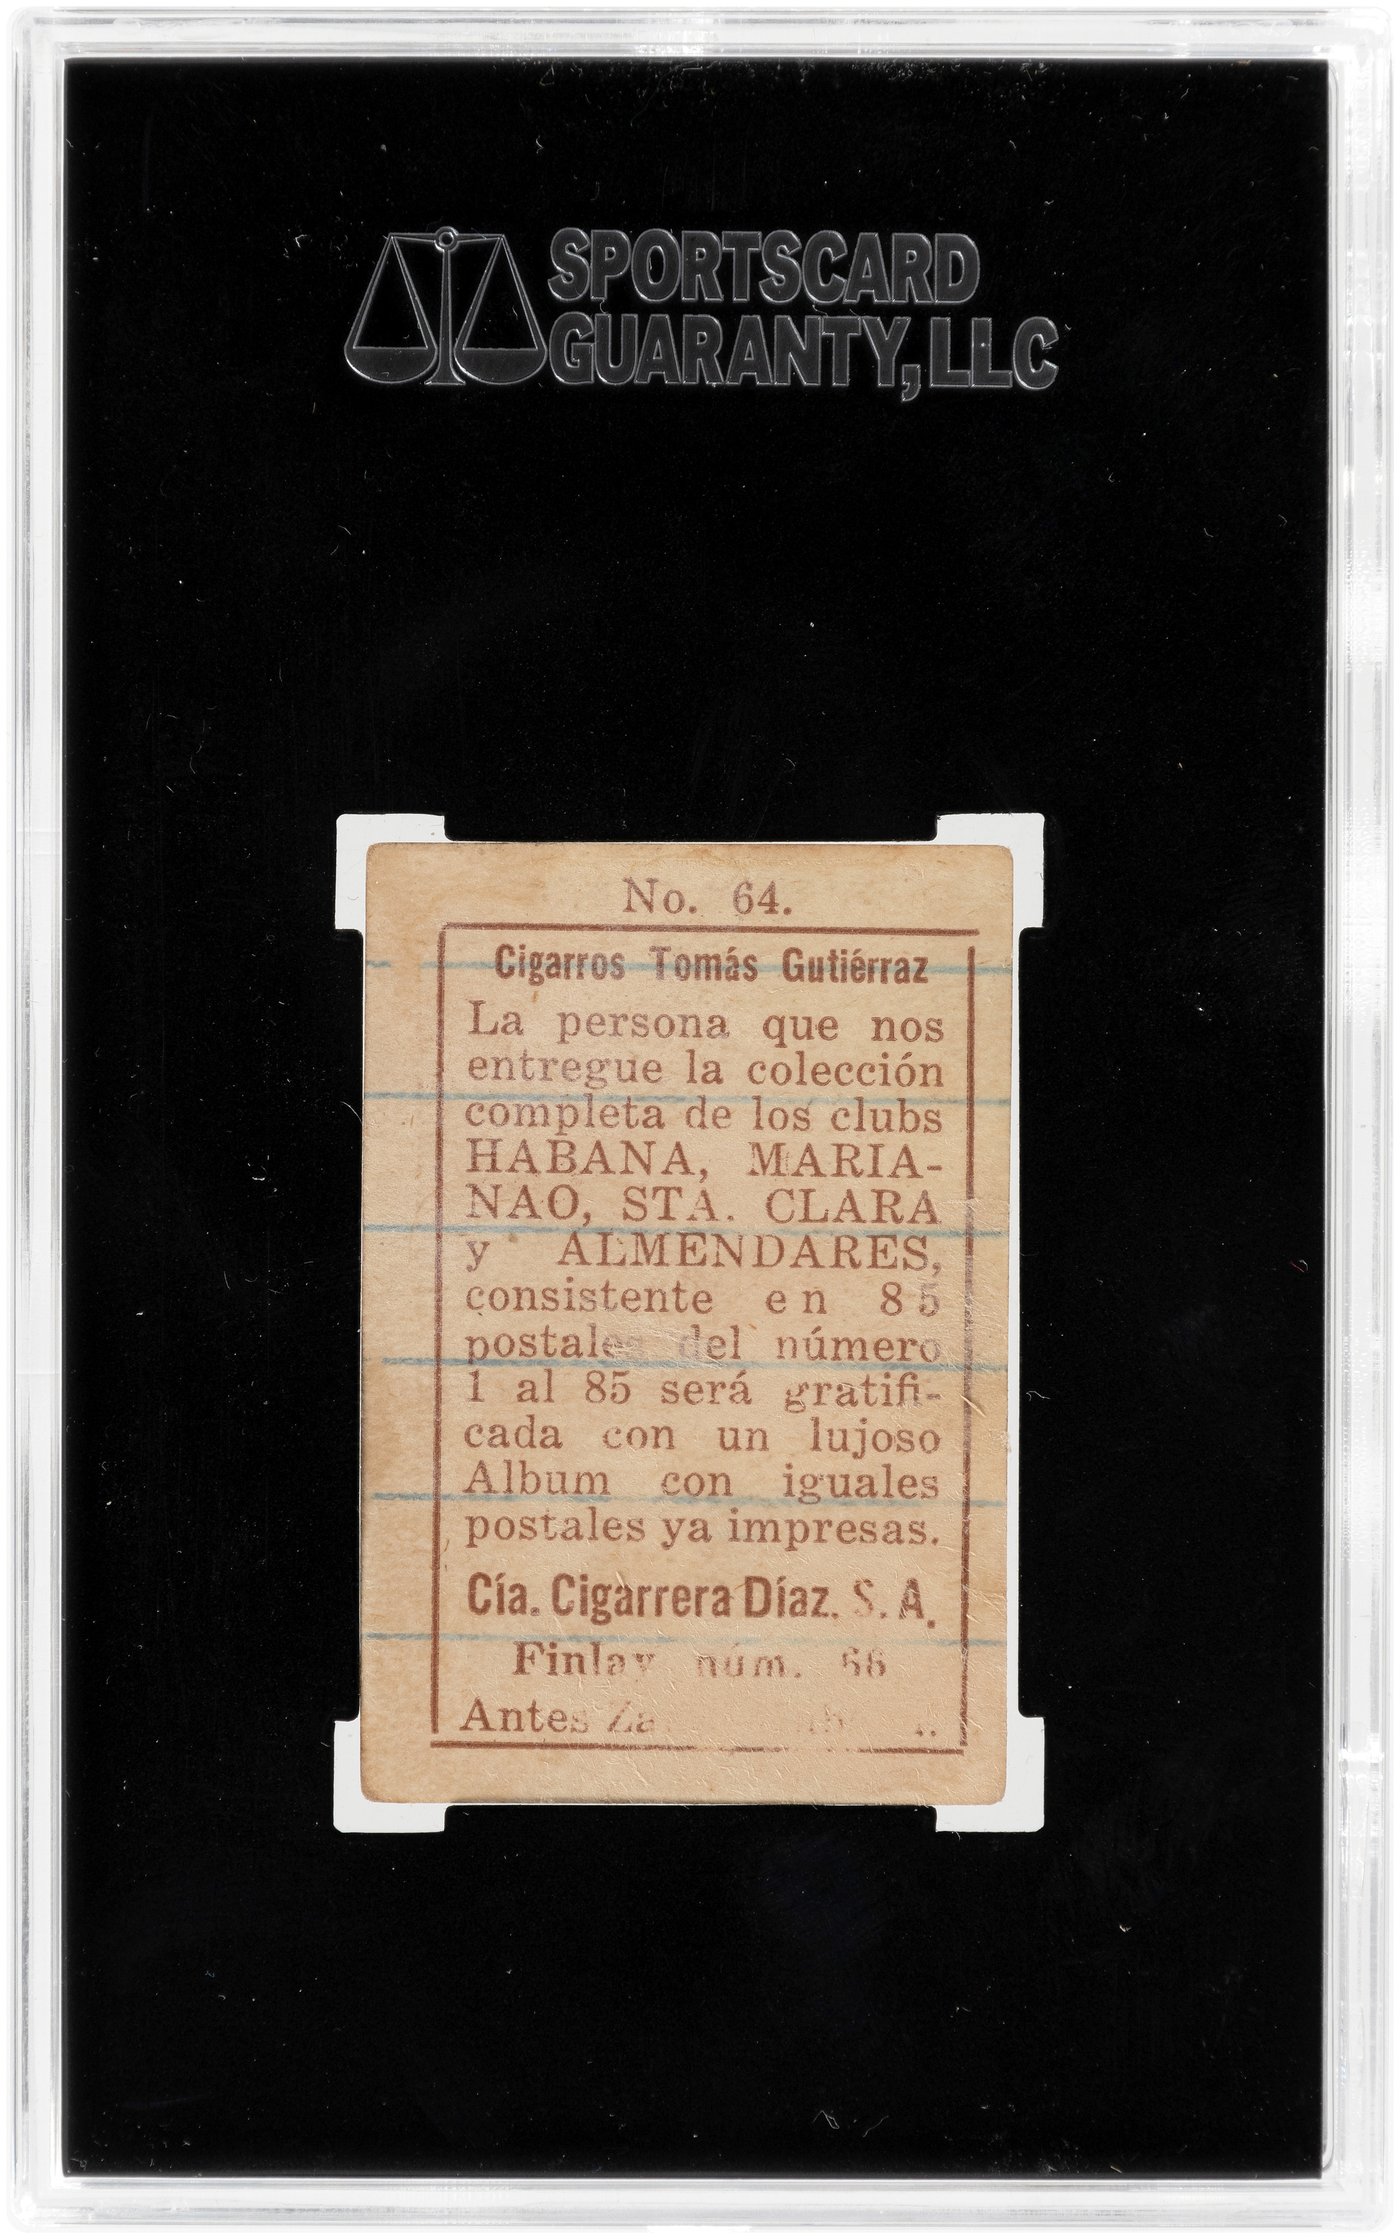 SPORTSCARD
GUARANTY, LLC
No. 64.
Cigarros Tomás Gutiérraz
La persona que nos
entregue la colección
completa de los clubs
HABANA, MARIA-
NAO, STA. CLARA
y ALMENDARES,
consistente en 85
postales del número
1 al 85 será gratifi-
cada con un lujoso
Album con iguales
postales ya impresas.
Cía. Cigarrera Díaz. S. A.
Finlay núm. 66
Antes